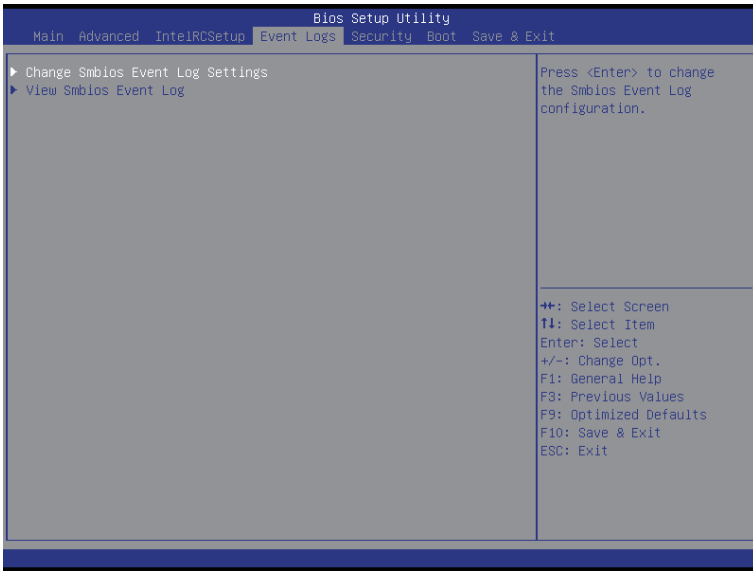 Bios Setup Utility
Main Advanced IntelRCSetup Event Logs Security Boot Save & Exit
▶ Change Smbios Event Log Settings
▶ View Smbios Event Log
Press <Enter> to change
the Smbios Event Log
configuration.
→←: Select Screen
↑↓: Select Item
Enter: Select
+/-: Change Opt.
F1: General Help
F3: Previous Values
F9: Optimized Defaults
F10: Save & Exit
ESC: Exit